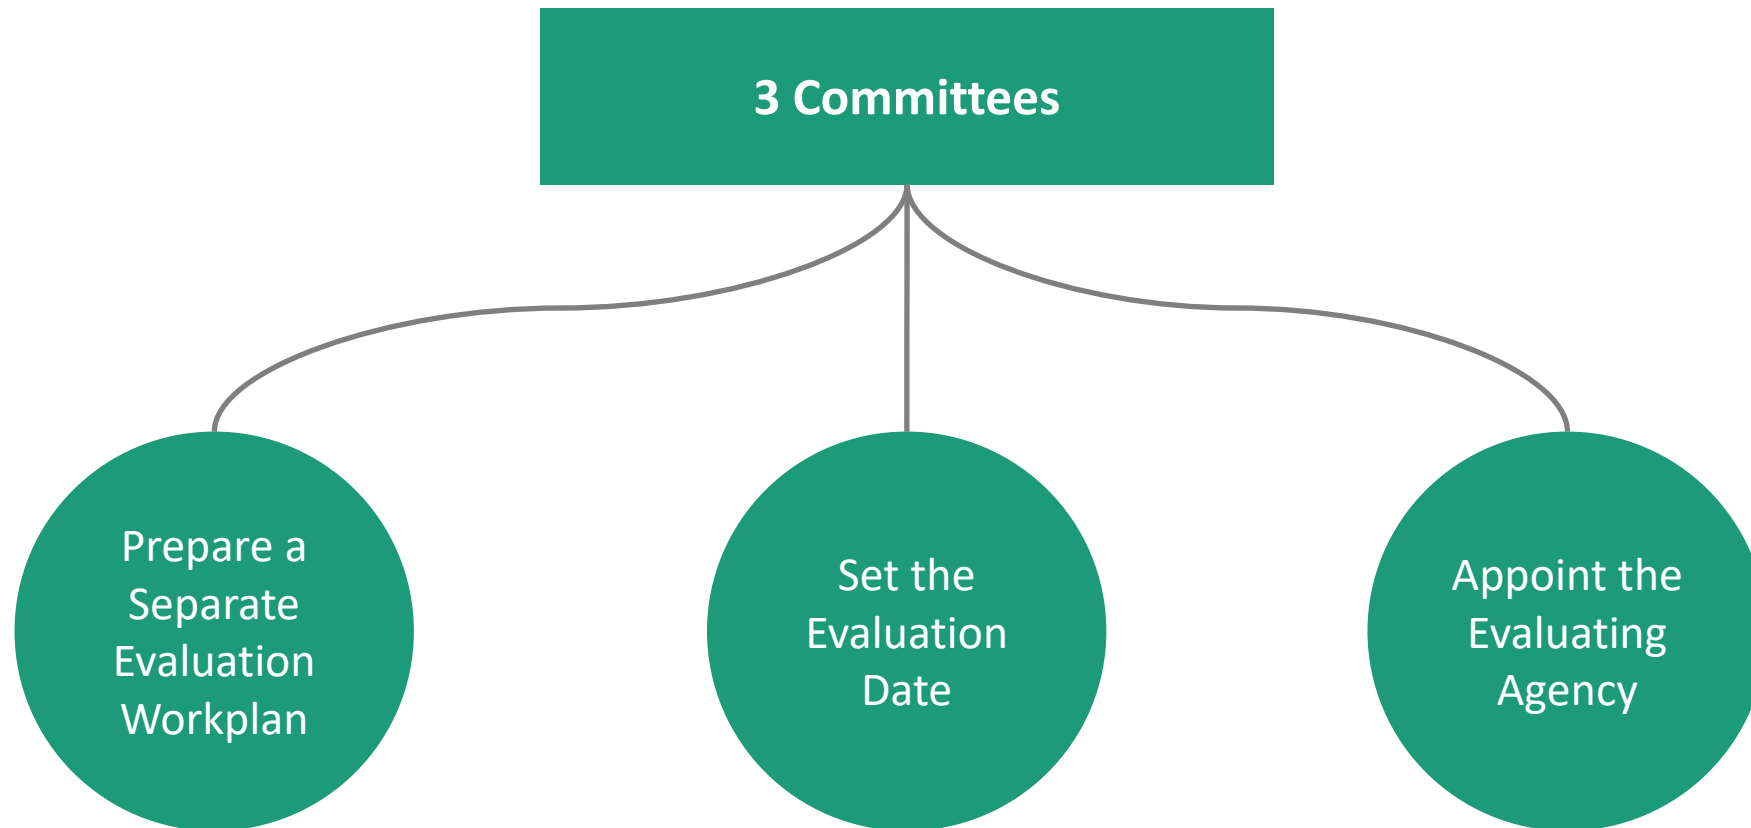 3 Committees
Prepare a
Separate
Evaluation
Workplan
Set the
Evaluation
Date
Appoint the
Evaluating
Agency